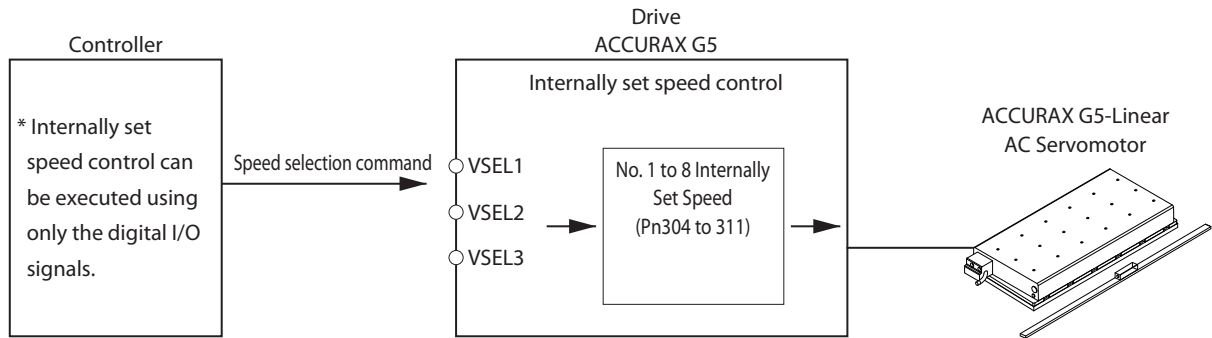 Controller
* Internally set
speed control can
be executed using
only the digital I/O
signals.
Speed selection command
Drive
ACCURAX G5
Internally set speed control
VSEL1
VSEL2
VSEL3
No. 1 to 8 Internally
Set Speed
(Pn304 to 311)
ACCURAX G5-Linear
AC Servomotor